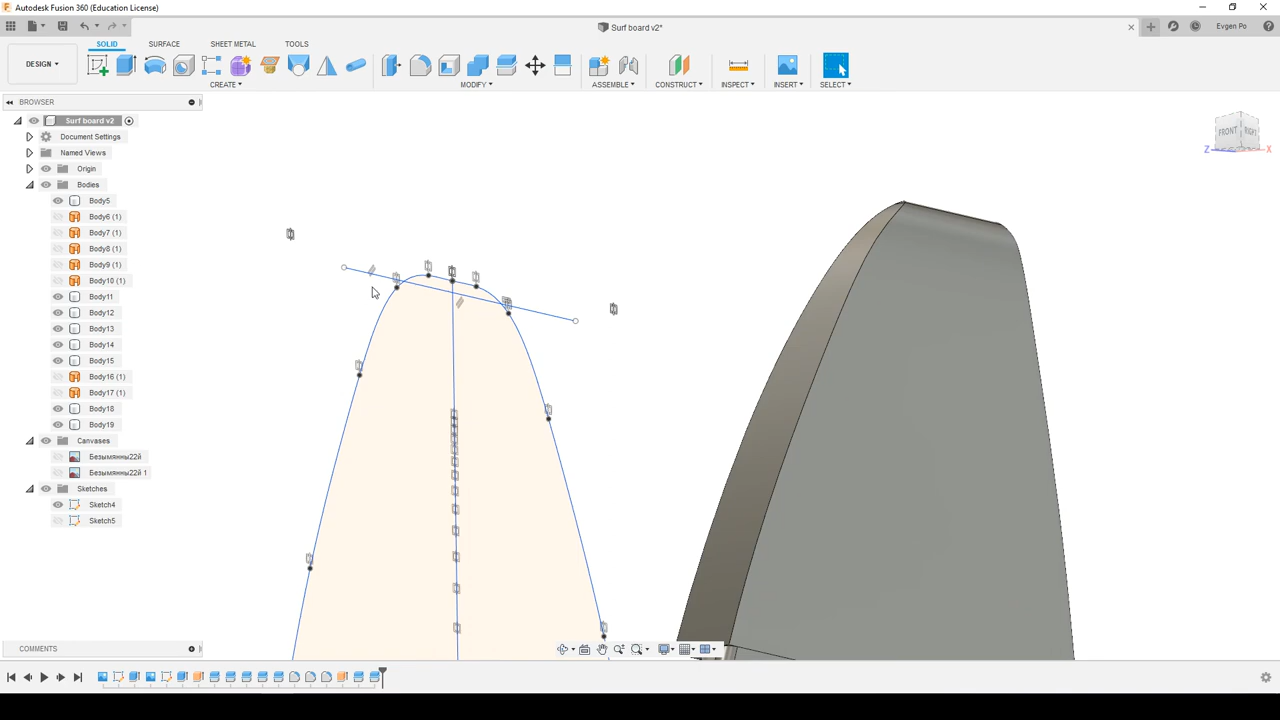 Autodesk Fusion 360 (Education License)
Surf board v2*
Evgen Po
DESIGN
SOLID
SURFACE
SHEET METAL
TOOLS
CREATE
MODIFY
ASSEMBLE
CONSTRUCT
INSPECT
INSERT
SELECT
BROWSER
Surf board v2
Document Settings
Named Views
Origin
Bodies
Body5
Body6 (1)
Body7 (1)
Body8 (1)
Body9 (1)
Body10 (1)
Body11
Body12
Body13
Body14
Body15
Body16 (1)
Body17 (1)
Body18
Body19
Canvases
Безымянны22й
Безымянны22й 1
Sketches
Sketch4
Sketch5
FRONT
RIGHT
Z
X
COMMENTS